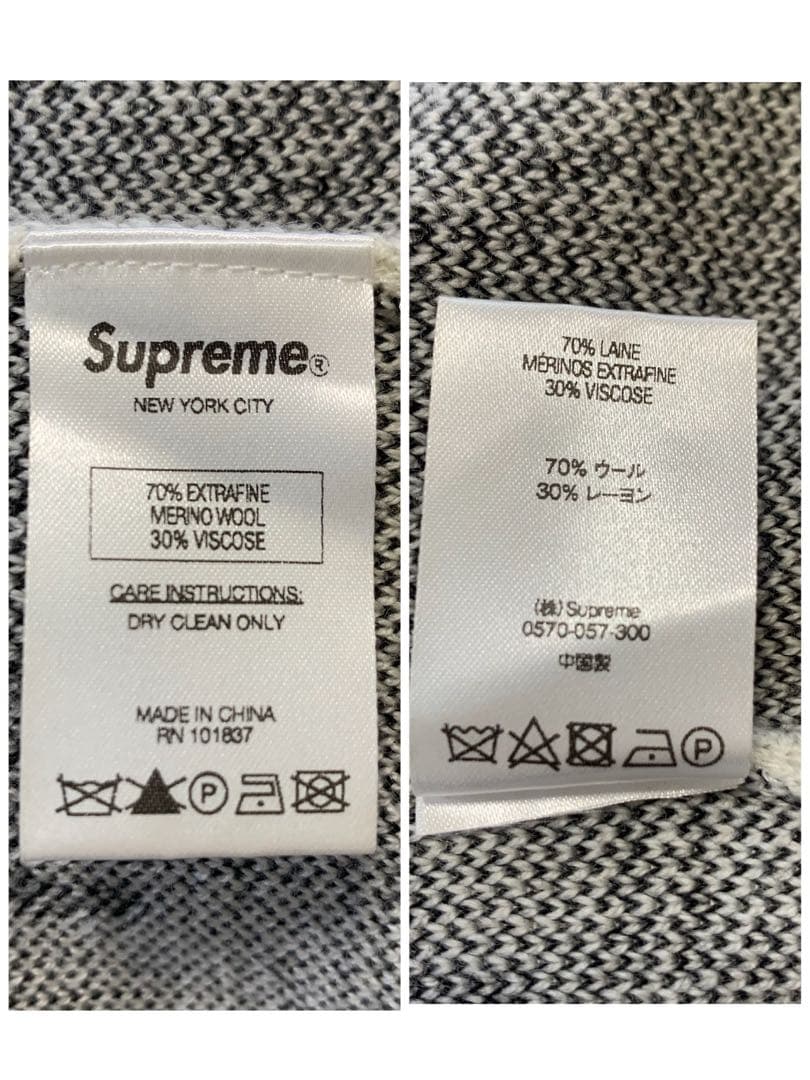 Supreme®
NEW YORK CITY
70% EXTRAFINE
MERINO WOOL
30% VISCOSE
CARE INSTRUCTIONS:
DRY CLEAN ONLY
MADE IN CHINA
RN 101837
P
70% LAINE
MÉRINOS EXTRAFINE
30% VISCOSE
70% ウール
30% レーヨン
(株)Supreme
0570-057-300
中国製
P